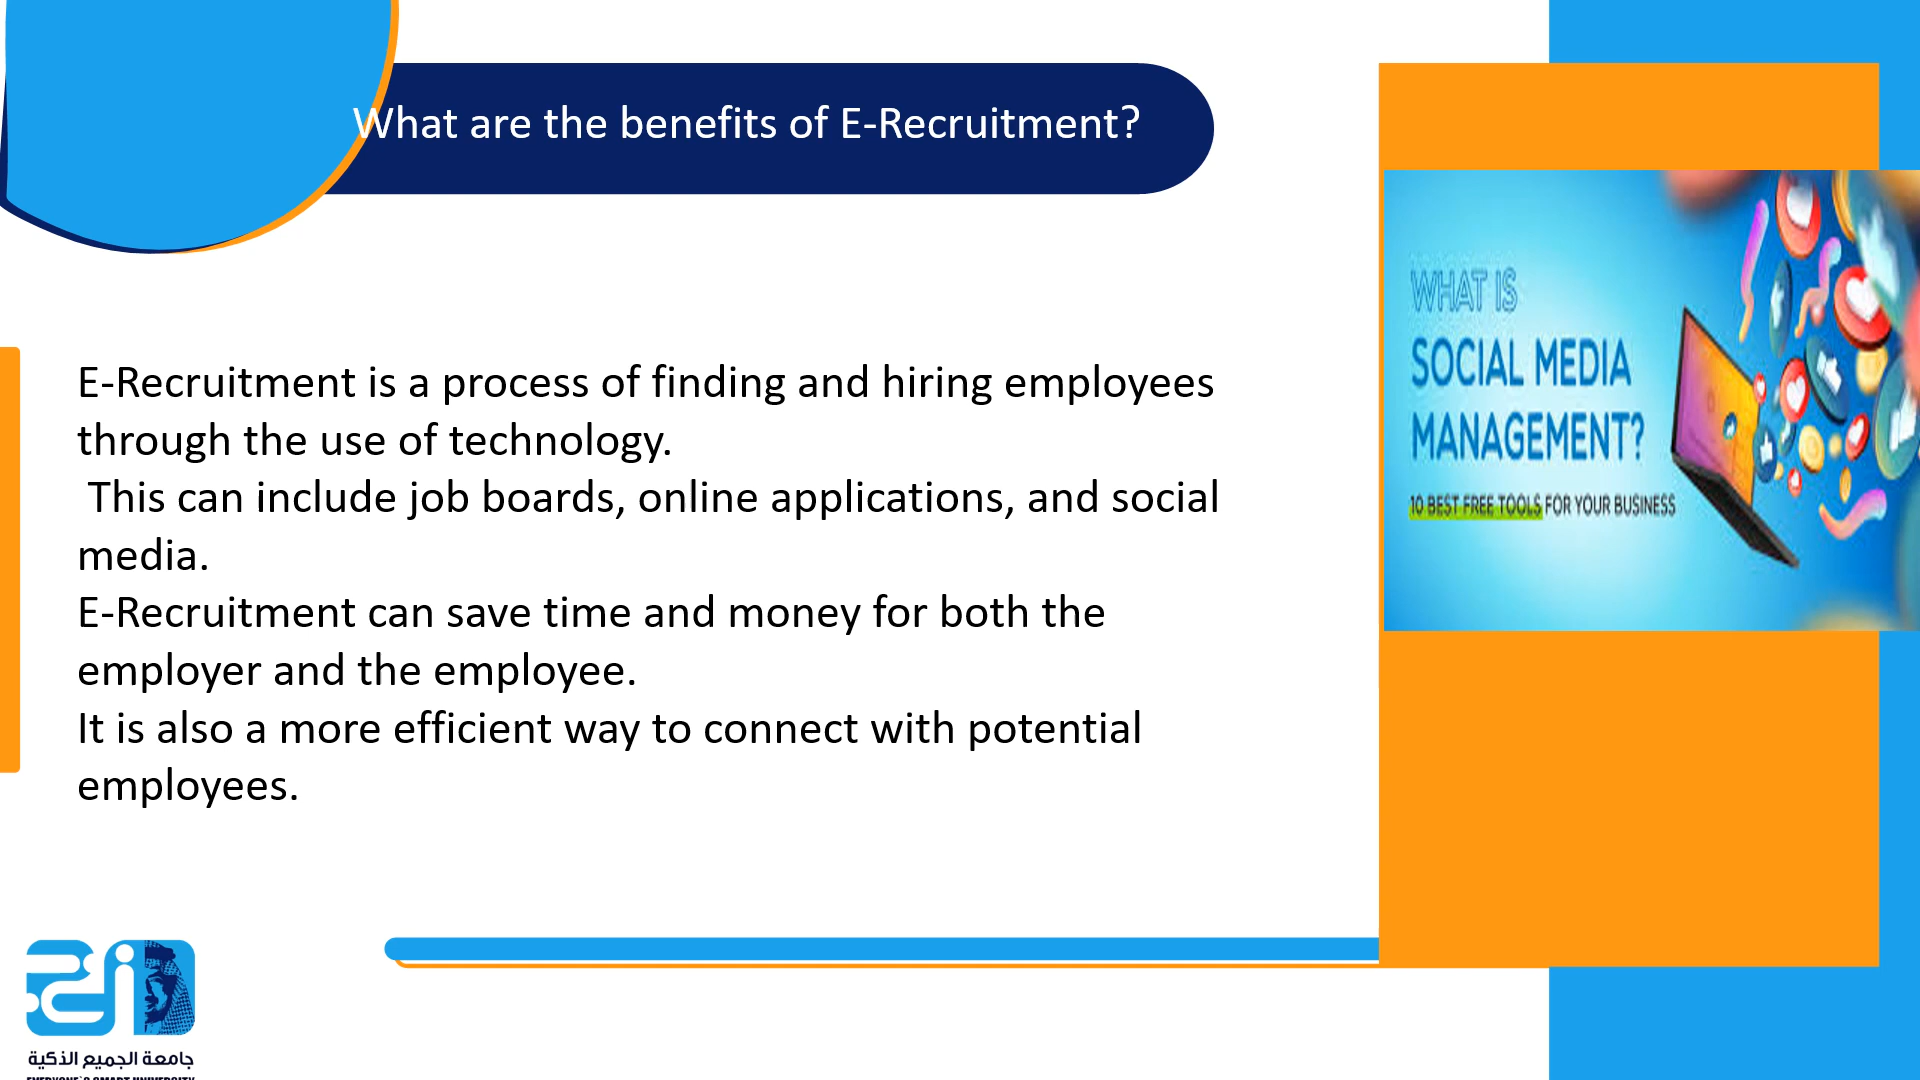 What are the benefits of E-Recruitment?
E-Recruitment is a process of finding and hiring employees
through the use of technology.
This can include job boards, online applications, and social
media.
E-Recruitment can save time and money for both the
employer and the employee.
It is also a more efficient way to connect with potential
employees.
WHAT IS
SOCIAL MEDIA
MANAGEMENT?
10 BEST FREE TOOLS FOR YOUR BUSINESS
جامعة الجميع الذكية
EVERYONE'S SMART UNIVERSITY